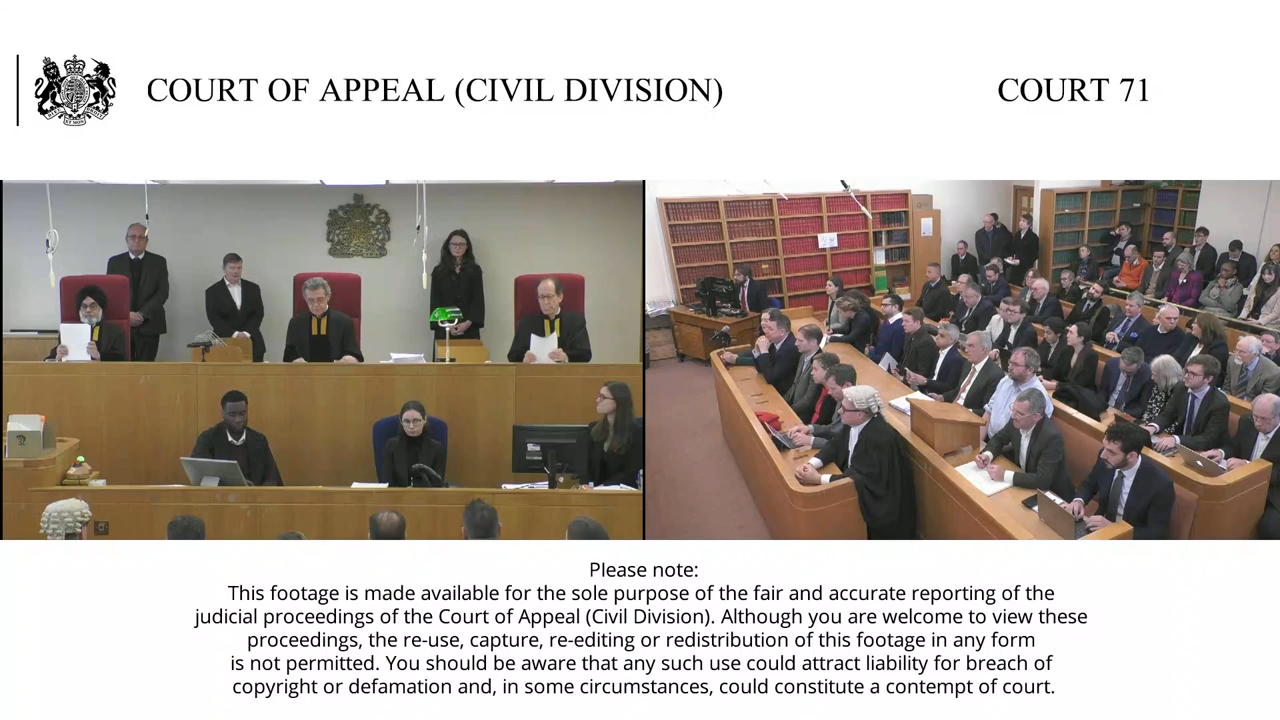 COURT OF APPEAL (CIVIL DIVISION)
COURT 71
Please note:
This footage is made available for the sole purpose of the fair and accurate reporting of the
judicial proceedings of the Court of Appeal (Civil Division). Although you are welcome to view these
proceedings, the re-use, capture, re-editing or redistribution of this footage in any form
is not permitted. You should be aware that any such use could attract liability for breach of
copyright or defamation and, in some circumstances, could constitute a contempt of court.